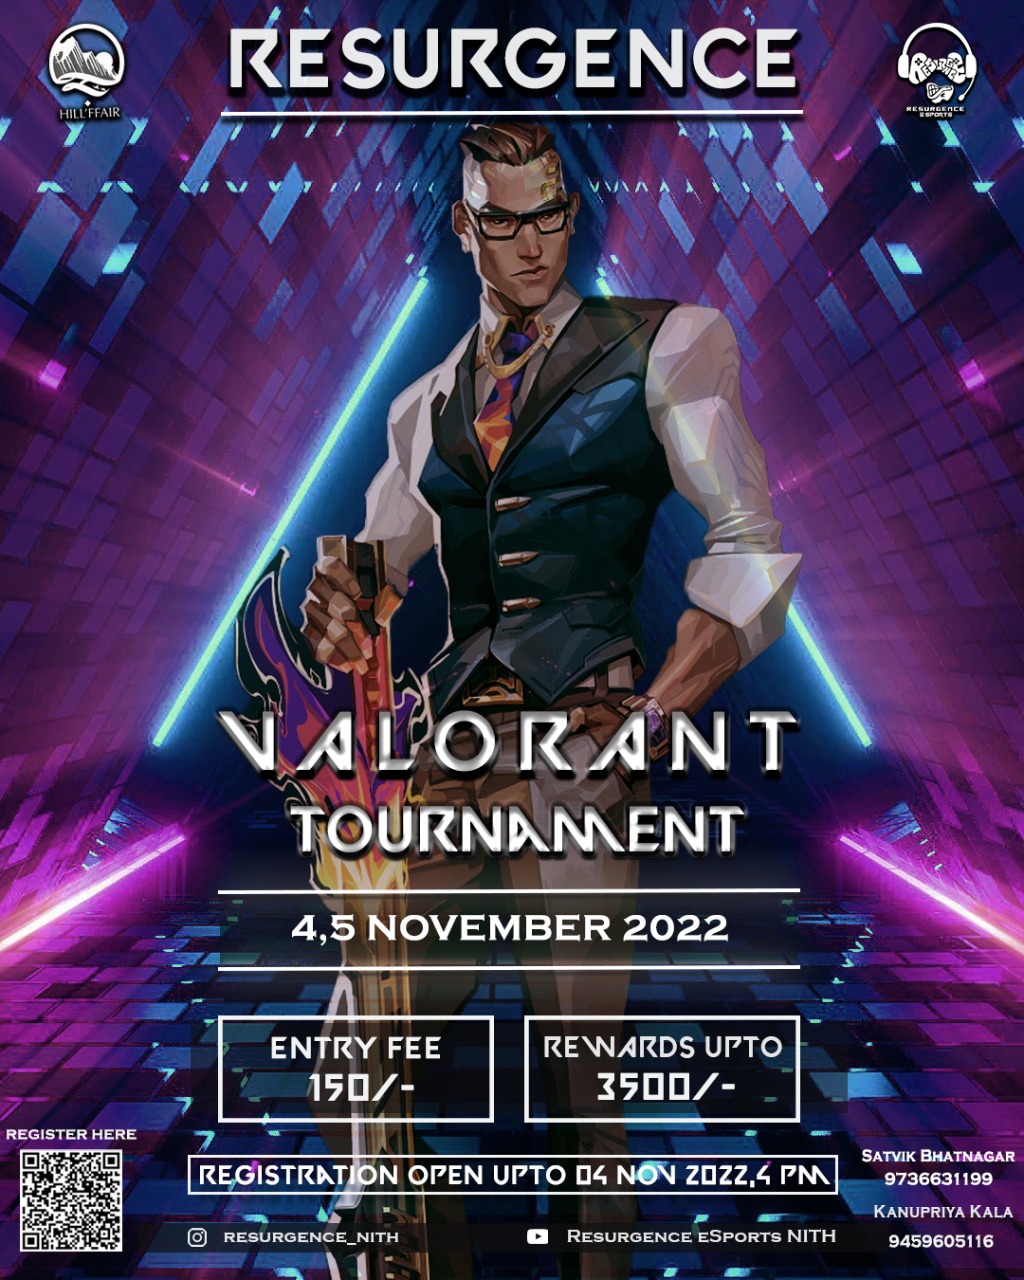 RESURGENCE
HILL'FFAIR
RESURGENCE
RESURGENCE
ESPORTS
VALORANT
TOURNAMENT
4,5 NOVEMBER 2022
ENTRY FEE
150/-
REWARDS UPTO
3500/-
REGISTER HERE
REGISTRATION OPEN UPTO 04 NOV 2022,4 PM
Satvik Bhatnagar
9736631199
Kanupriya Kala
9459605116
resurgence_nith
Resurgence eSports NITH